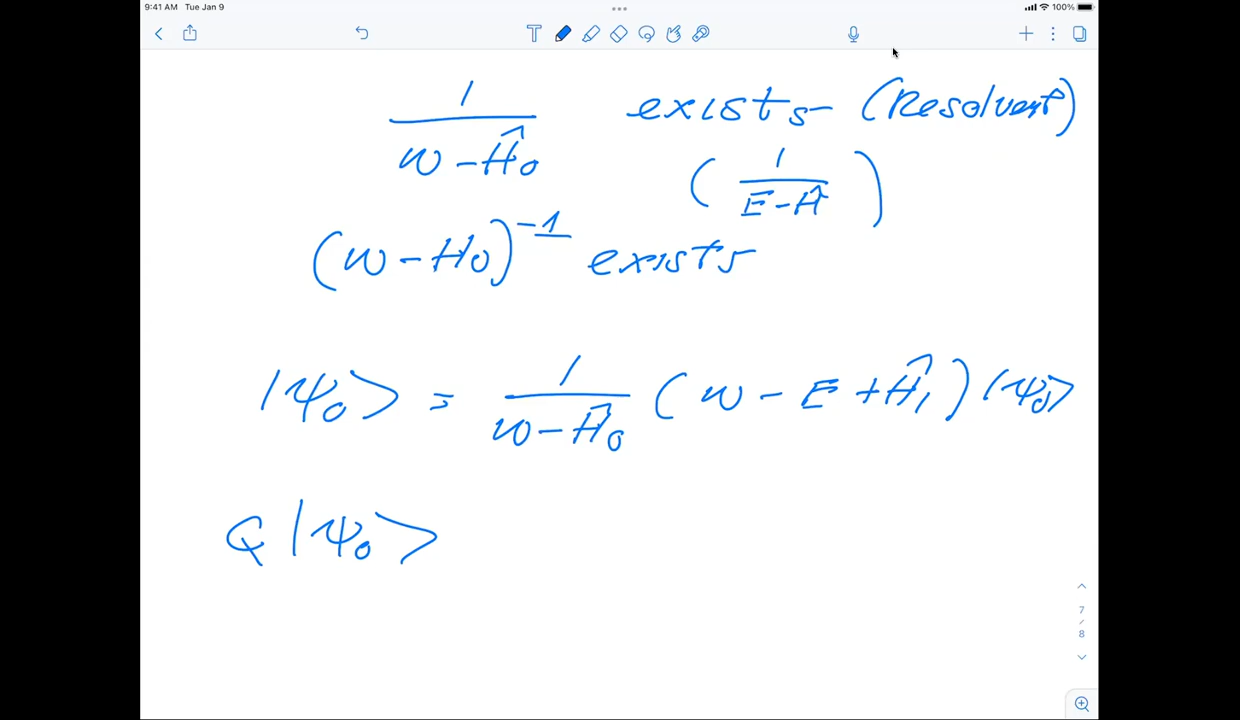 9:41 AM Tue Jan 9 100%
1/(ω - Ĥ₀) exists (Resolvent)
(1/(E - Ĥ))
(ω - H₀)⁻¹ exists
|Ψ₀⟩ = 1/(ω - Ĥ₀) (ω - E + Ĥ₁) |Ψ₀⟩
Q |Ψ₀⟩
7
/
8